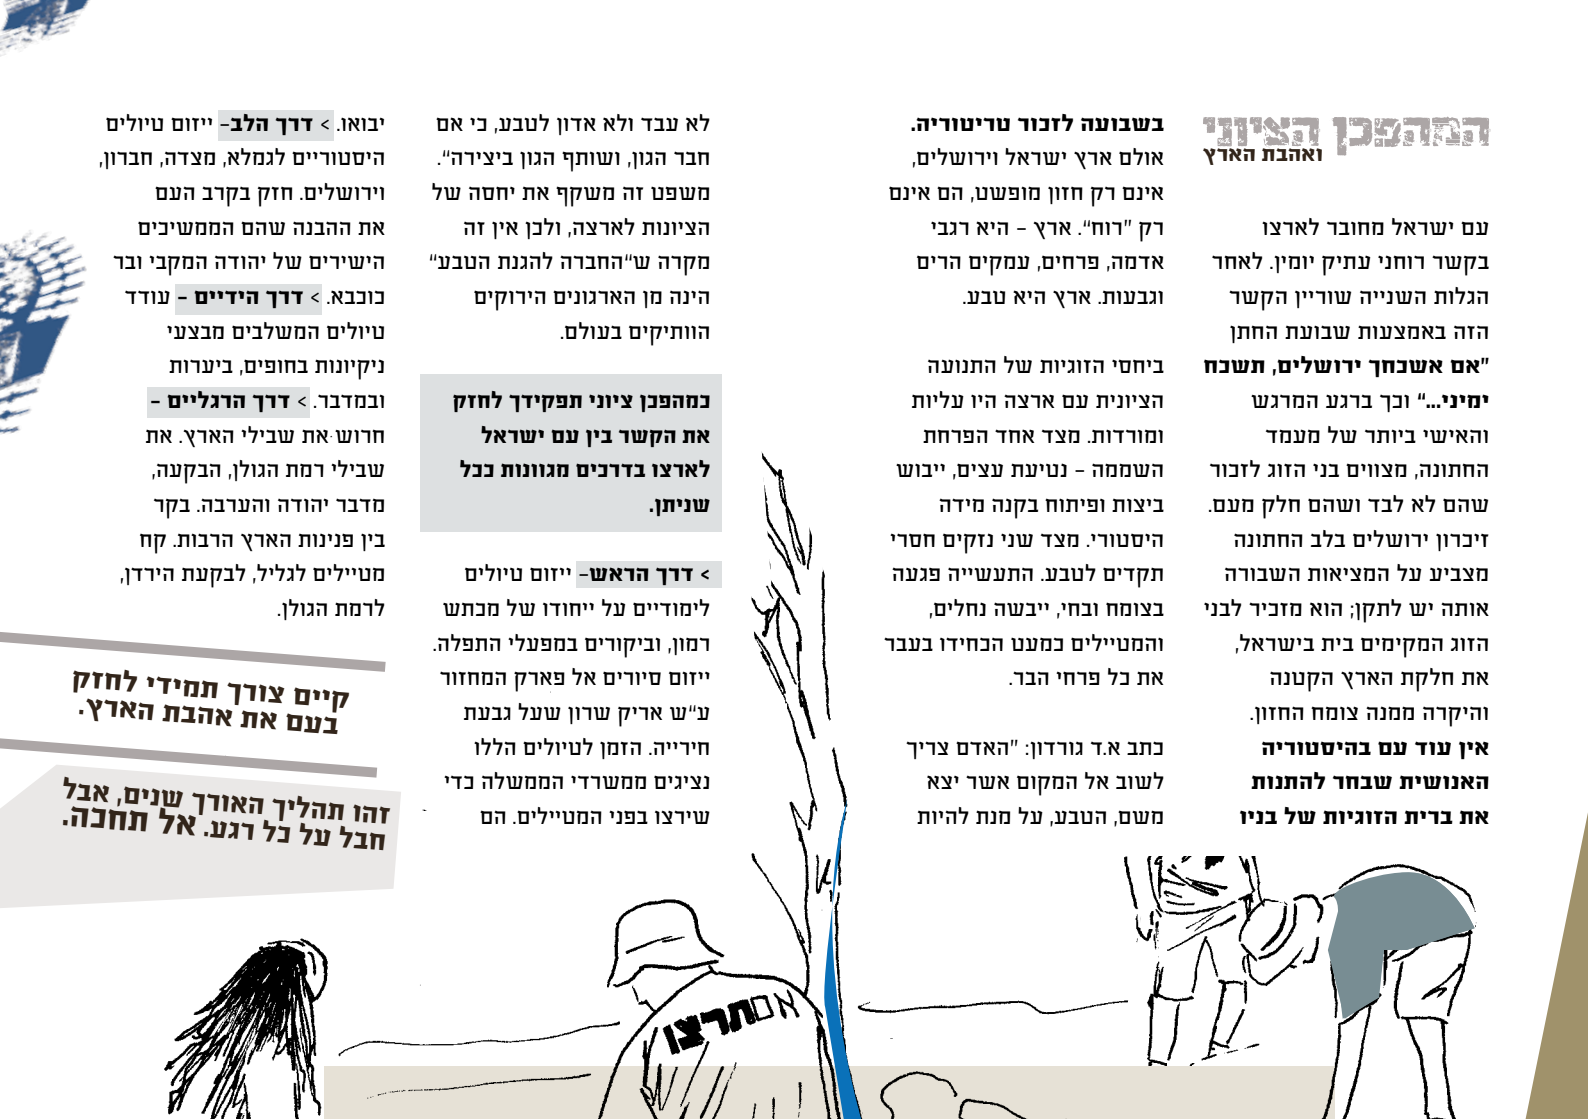 המהפכן הציוני
ואהבת הארץ
עם ישראל מחובר לארצו
בקשר רוחני עתיק יומין. לאחר
הגלות השנייה שוריין הקשר
הזה באמצעות שבועת החתן
"אם אשכחך ירושלים, תשכח
ימיני..." וכך ברגע המרגש
והאישי ביותר של מעמד
החתונה, מצווים בני הזוג לזכור
שהם לא לבד ושהם חלק מעם.
זיכרון ירושלים בלב החתונה
מצביע על המציאות השבורה
אותה יש לתקן; הוא מזכיר לבני
הזוג המקימים בית בישראל,
את חלקת הארץ הקטנה
והיקרה ממנה צומח החזון.
אין עוד עם בהיסטוריה
האנושית שבחר להתנות
את ברית הזוגיות של בניו
בשבועה לזכור טריטוריה.
אולם ארץ ישראל וירושלים,
אינם רק חזון מופשט, הם אינם
רק "רוח". ארץ – היא רגבי
אדמה, פרחים, עמקים הרים
וגבעות. ארץ היא טבע.
ביחסי הזוגיות של התנועה
הציונית עם ארצה היו עליות
ומורדות. מצד אחד הפרחת
השממה – נטיעת עצים, ייבוש
ביצות ופיתוח בקנה מידה
היסטורי. מצד שני נזקים חסרי
תקדים לטבע. התעשייה פגעה
בצומח ובחי, ייבשה נחלים,
והמטיילים כמעט הכחידו בעבר
את כל פרחי הבר.
כתב א.ד גורדון: "האדם צריך
לשוב אל המקום אשר יצא
משם, הטבע, על מנת להיות
לא עבד ולא אדון לטבע, כי אם
חבר הגון, ושותף הגון ביצירה".
משפט זה משקף את יחסה של
הציונות לארצה, ולכן אין זה
מקרה ש"החברה להגנת הטבע"
הינה מן הארגונים הירוקים
הוותיקים בעולם.
כמהפכן ציוני תפקידך לחזק
את הקשר בין עם ישראל
לארצו בדרכים מגוונות ככל
שניתן.
> דרך הראש– ייזום טיולים
לימודיים על ייחודו של מכתש
רמון, וביקורים במפעלי התפלה.
ייזום סיורים אל פארק המחזור
ע"ש אריק שרון שעל גבעת
חירייה. הזמן לטיולים הללו
נציגים ממשרדי הממשלה כדי
שירצו בפני המטיילים. הם
יבואו. > דרך הלב– ייזום טיולים
היסטוריים לגמלא, מצדה, חברון,
וירושלים. חזק בקרב העם
את ההבנה שהם הממשיכים
הישירים של יהודה המקבי ובר
כוכבא. > דרך הידיים – עודד
טיולים המשלבים מבצעי
ניקיונות בחופים, ביערות
ובמדבר. > דרך הרגליים –
חרוש את שבילי הארץ. את
שבילי רמת הגולן, הבקעה,
מדבר יהודה והערבה. בקר
בין פנינות הארץ הרבות. קח
מטיילים לגליל, לבקעת הירדן,
לרמת הגולן.
קיים צורך תמידי לחזק
בעם את אהבת הארץ.
זהו תהליך האורך שנים, אבל
חבל על כל רגע. אל תחכה.
אם תרצו